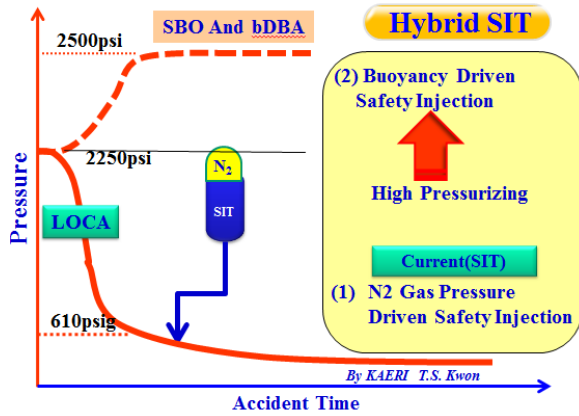 SBO And bDBA
2500psi
2250psi
N2
SIT
LOCA
610psig
Pressure
Accident Time
Hybrid SIT
(2) Buoyancy Driven
Safety Injection
High Pressurizing
Current(SIT)
(1) N2 Gas Pressure
Driven Safety Injection
By KAERI T.S. Kwon